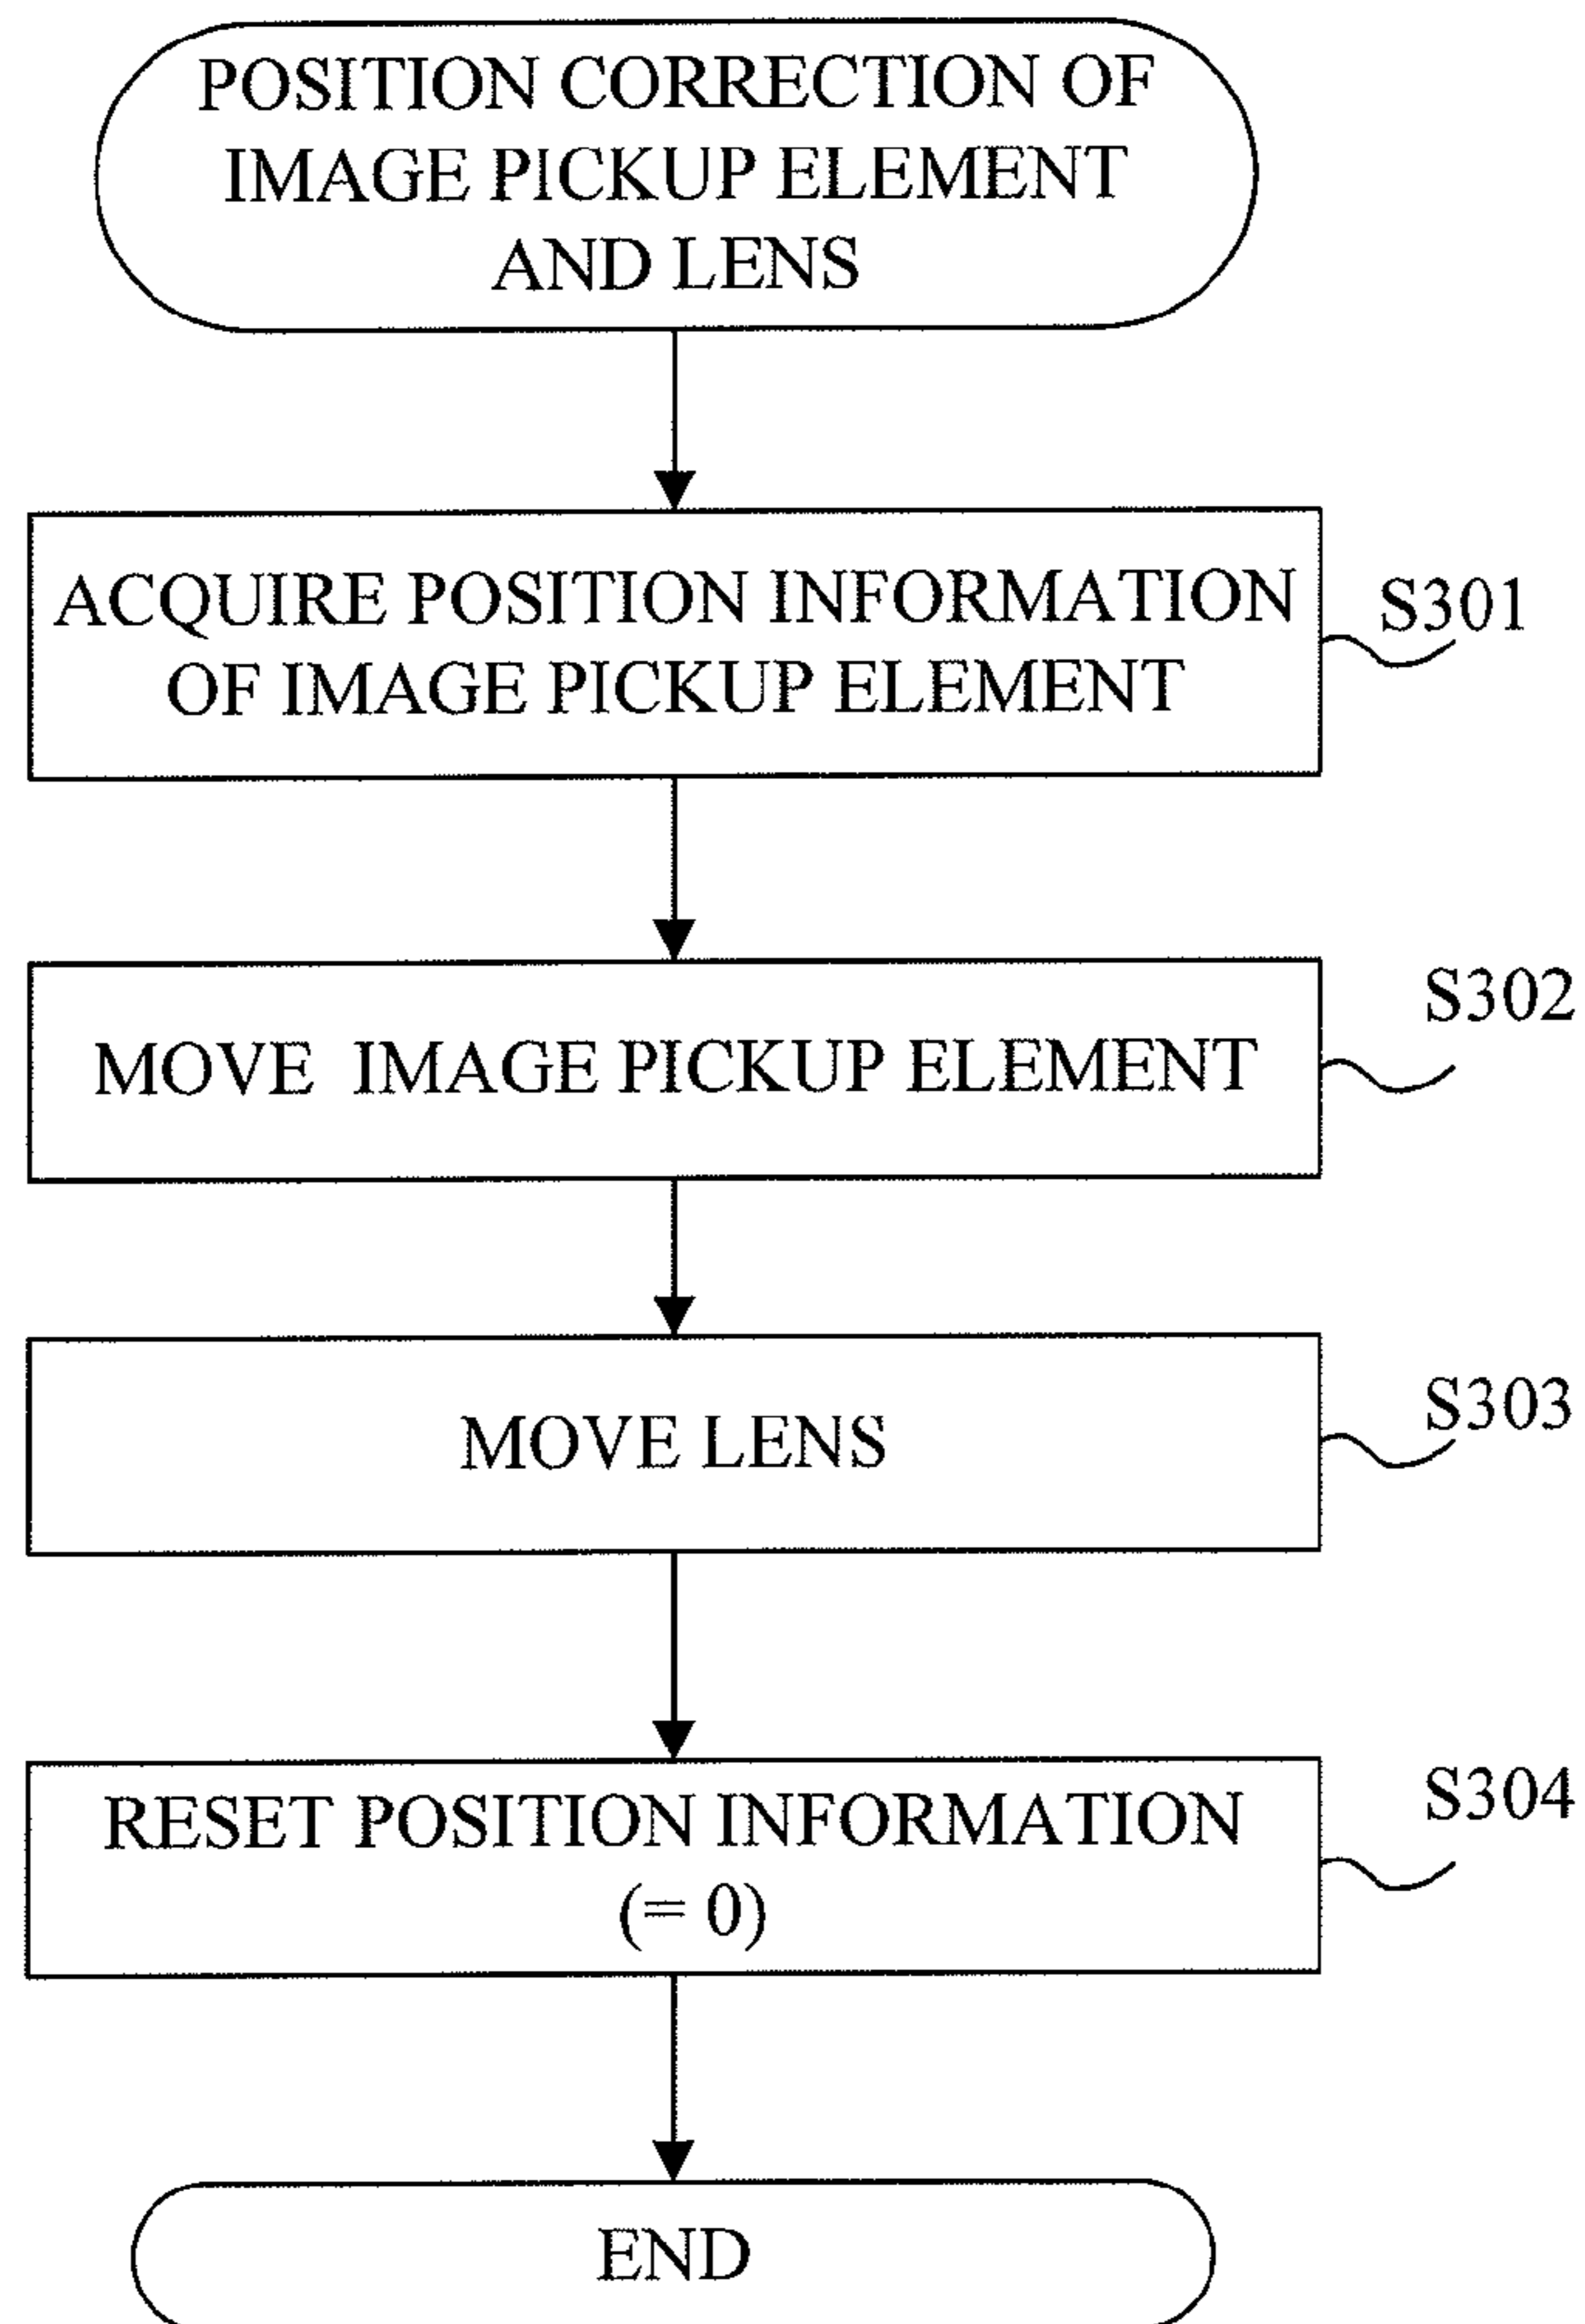 POSITION CORRECTION OF
IMAGE PICKUP ELEMENT
AND LENS
ACQUIRE POSITION INFORMATION
OF IMAGE PICKUP ELEMENT
S301
MOVE IMAGE PICKUP ELEMENT
S302
MOVE LENS
S303
RESET POSITION INFORMATION
(= 0)
S304
END